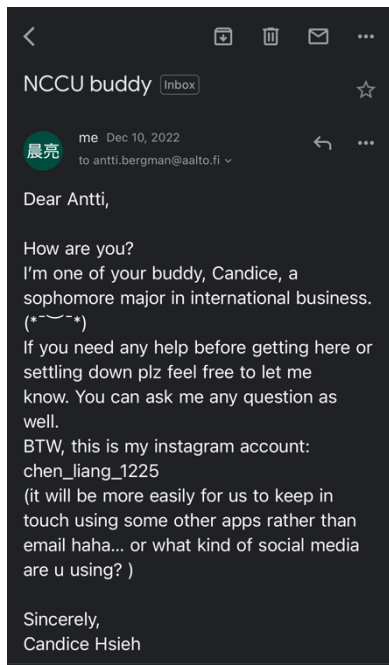 NCCU buddy Inbox
晨亮
me Dec 10, 2022
to antti.bergman@aalto.fi
Dear Antti,
How are you?
I'm one of your buddy, Candice, a
sophomore major in international business.
(*¯︶¯*)
If you need any help before getting here or
settling down plz feel free to let me
know. You can ask me any question as
well.
BTW, this is my instagram account:
chen_liang_1225
(it will be more easily for us to keep in
touch using some other apps rather than
email haha... or what kind of social media
are u using? )
Sincerely,
Candice Hsieh